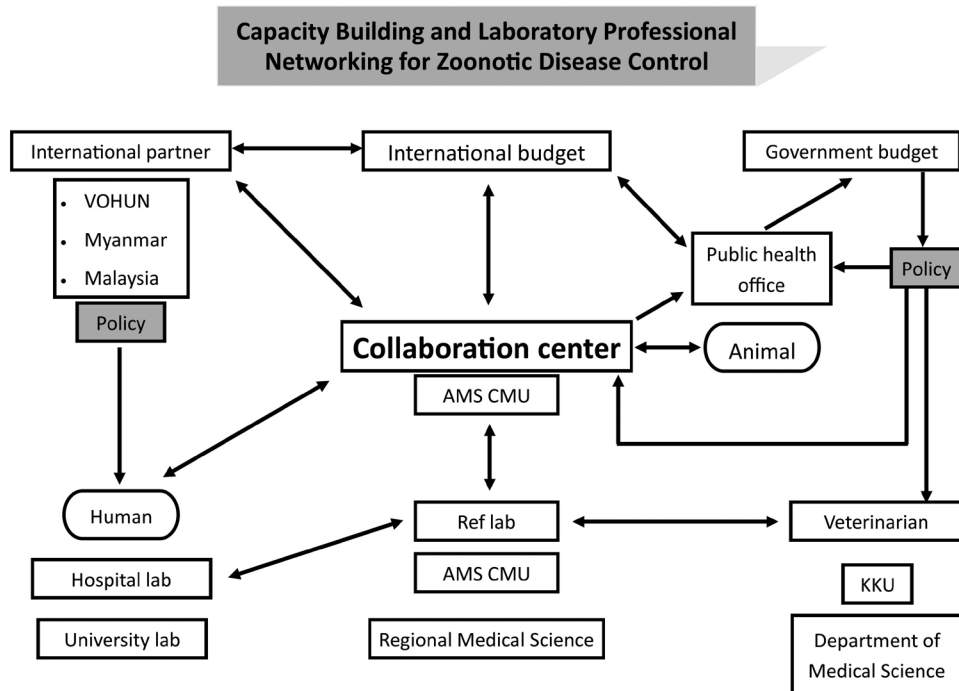 Capacity Building and Laboratory Professional
Networking for Zoonotic Disease Control
International partner
International budget
Government budget
• VOHUN
• Myanmar
• Malaysia
Public health
office
Policy
Policy
Collaboration center
Animal
AMS CMU
Human
Ref lab
Veterinarian
Hospital lab
AMS CMU
KKU
University lab
Regional Medical Science
Department of
Medical Science